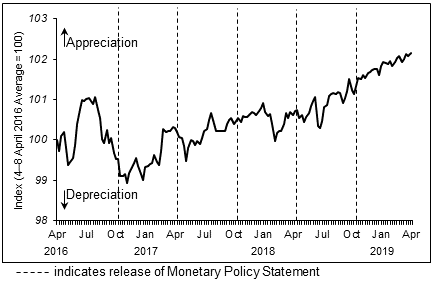 103
Appreciation
102
101
100
99
Depreciation
98
Index (4–8 April 2016 Average = 100)
Apr Jul Oct Jan Apr Jul Oct Jan Apr Jul Oct Jan Apr
2016 2017 2018 2019
----- indicates release of Monetary Policy Statement